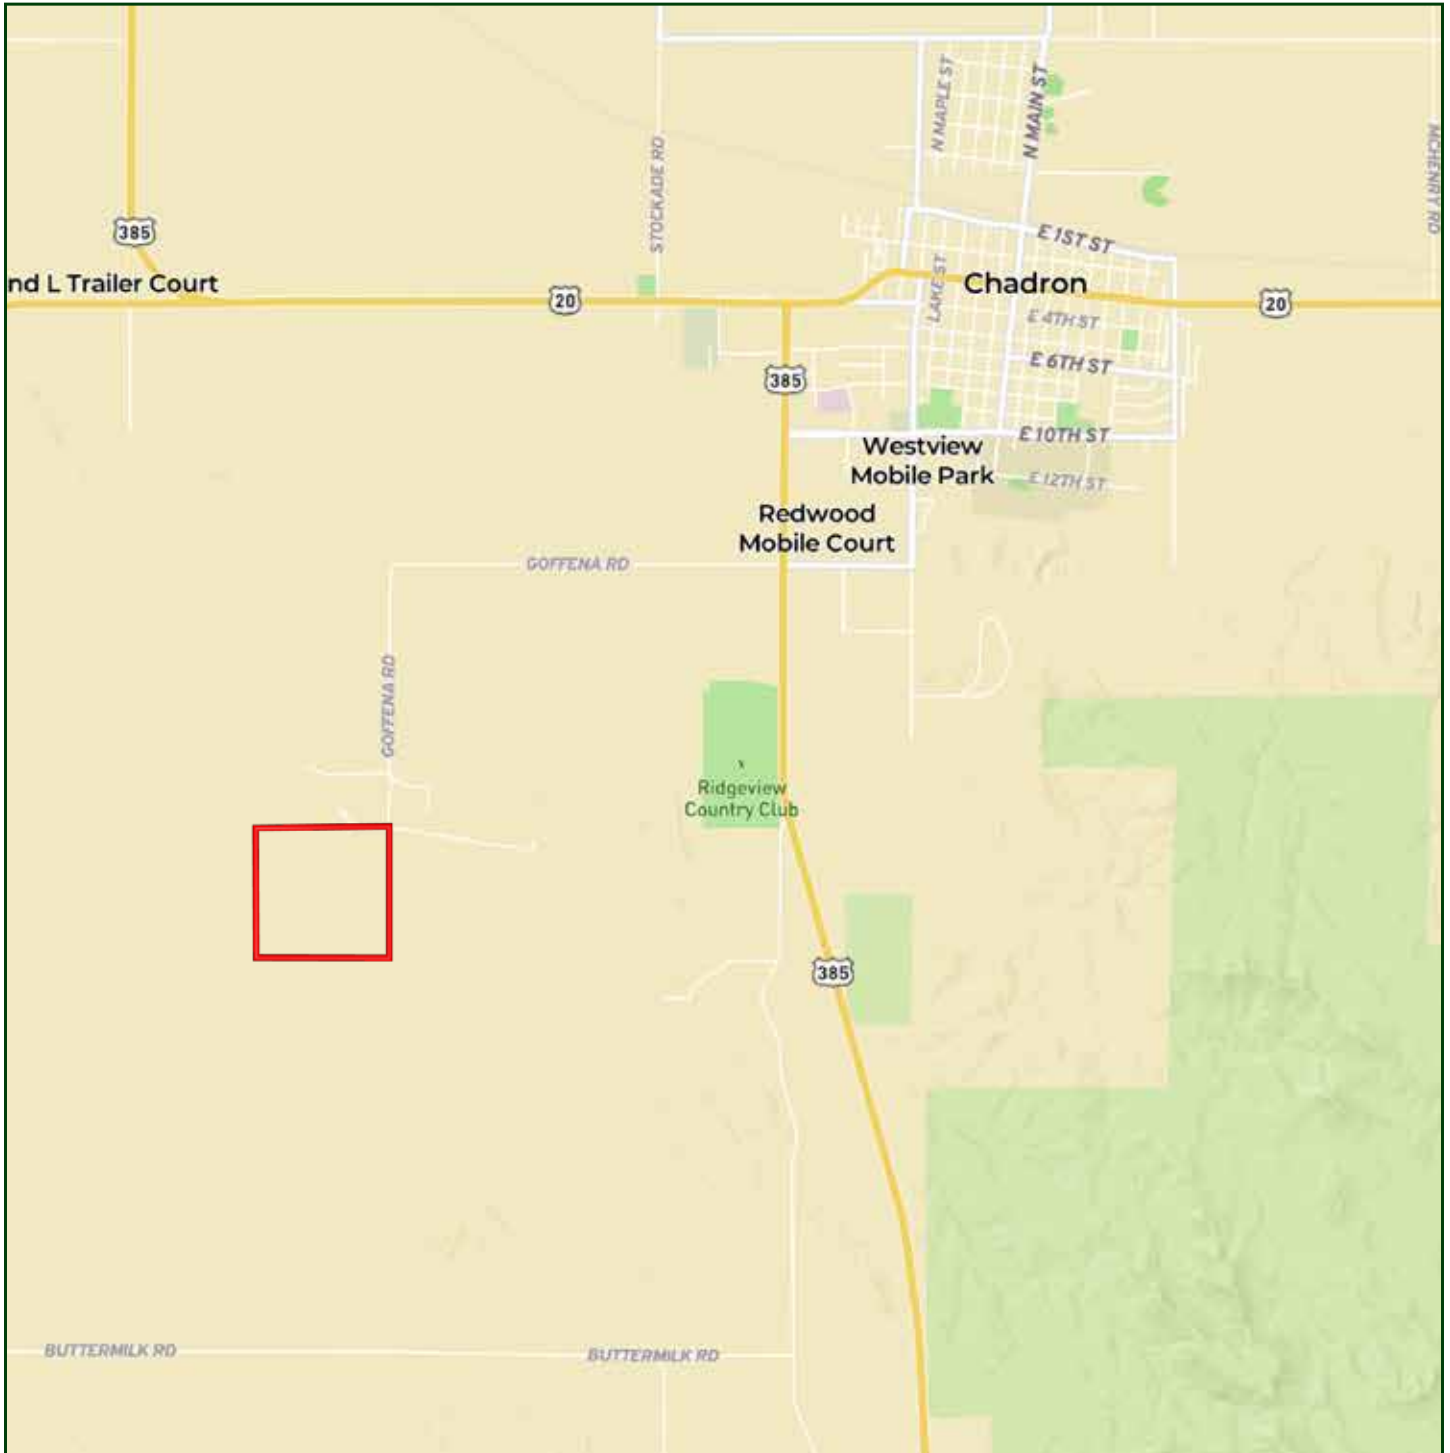 N MAPLE ST
N MAIN ST
STOCKADE RD
MCHENRY RD
385
E 1ST ST
nd L Trailer Court
Chadron
20
LAKE ST
20
E 4TH ST
E 6TH ST
385
E 10TH ST
Westview
Mobile Park
E 12TH ST
Redwood
Mobile Court
GOFFENA RD
GOFFENA RD
Ridgeview
Country Club
385
BUTTERMILK RD
BUTTERMILK RD